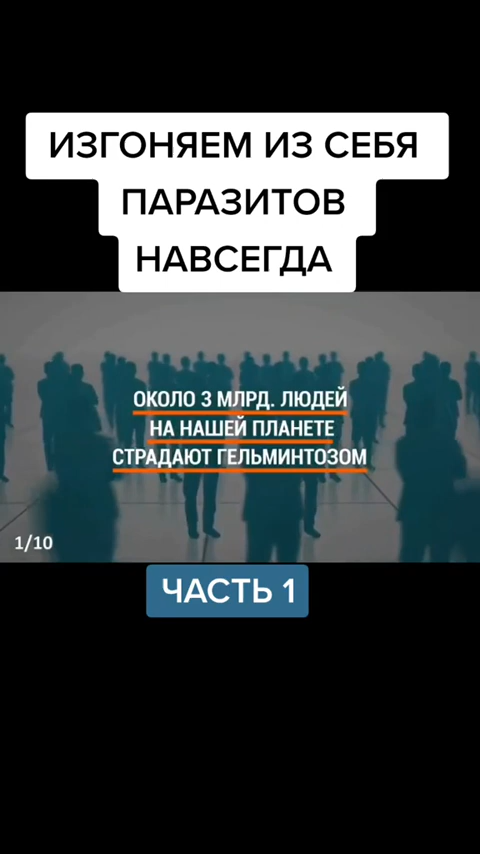 ИЗГОНЯЕМ ИЗ СЕБЯ
ПАРАЗИТОВ
НАВСЕГДА
ОКОЛО 3 МЛРД. ЛЮДЕЙ
НА НАШЕЙ ПЛАНЕТЕ
СТРАДАЮТ ГЕЛЬМИНТОЗОМ
1/10
ЧАСТЬ 1